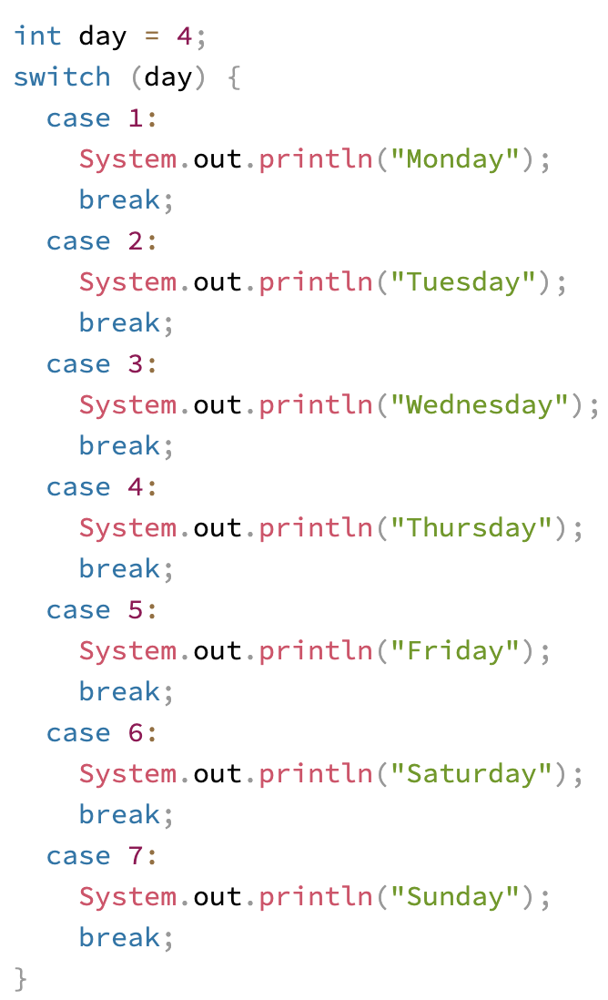 int day = 4;
switch (day) {
  case 1:
    System.out.println("Monday");
    break;
  case 2:
    System.out.println("Tuesday");
    break;
  case 3:
    System.out.println("Wednesday");
    break;
  case 4:
    System.out.println("Thursday");
    break;
  case 5:
    System.out.println("Friday");
    break;
  case 6:
    System.out.println("Saturday");
    break;
  case 7:
    System.out.println("Sunday");
    break;
}